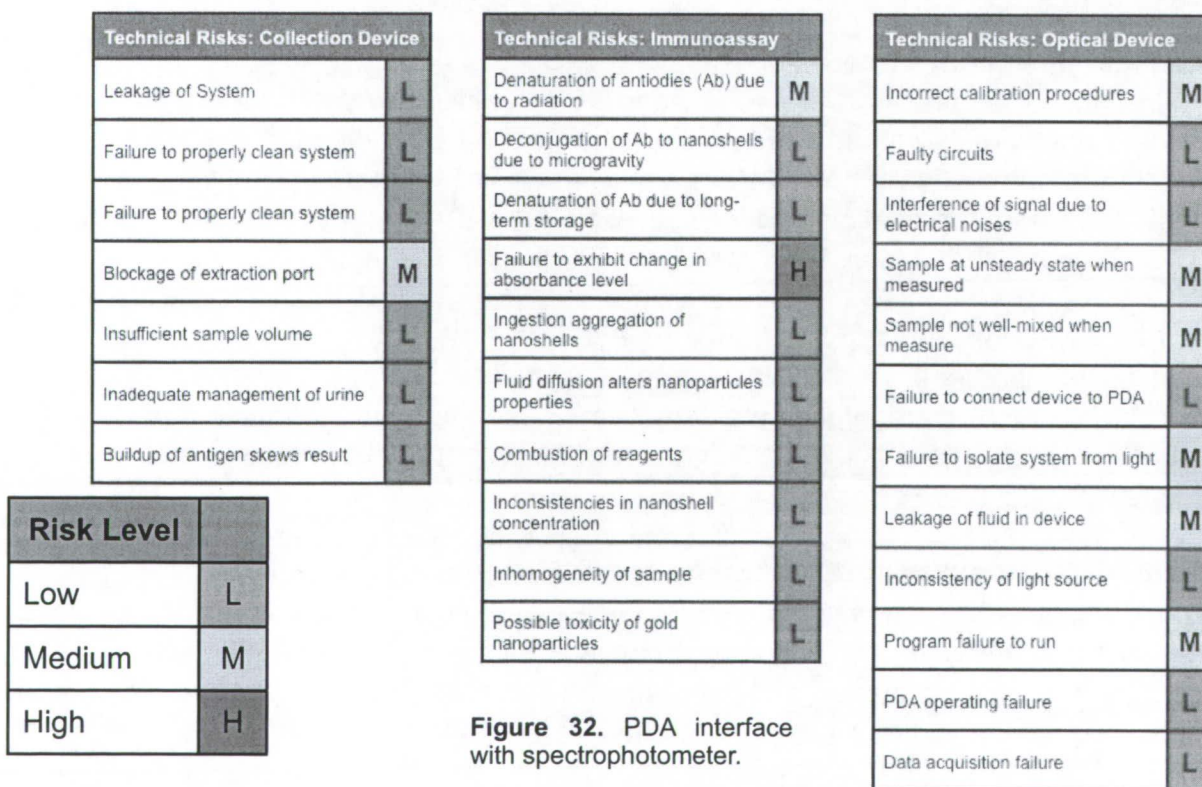 Technical Risks: Collection Device
Leakage of System L
Failure to properly clean system L
Failure to properly clean system L
Blockage of extraction port M
Insufficient sample volume L
Inadequate management of urine L
Buildup of antigen skews result L
Risk Level
Low L
Medium M
High H
Technical Risks: Immunoassay
Denaturation of antiodies (Ab) due
to radiation M
Deconjugation of Ab to nanoshells
due to microgravity L
Denaturation of Ab due to long-
term storage L
Failure to exhibit change in
absorbance level H
Ingestion aggregation of
nanoshells L
Fluid diffusion alters nanoparticles
properties L
Combustion of reagents L
Inconsistencies in nanoshell
concentration L
Inhomogeneity of sample L
Possible toxicity of gold
nanoparticles L
Figure 32. PDA interface
with spectrophotometer.
Technical Risks: Optical Device
Incorrect calibration procedures M
Faulty circuits L
Interference of signal due to
electrical noises L
Sample at unsteady state when
measured M
Sample not well-mixed when
measure M
Failure to connect device to PDA L
Failure to isolate system from light M
Leakage of fluid in device M
Inconsistency of light source L
Program failure to run M
PDA operating failure L
Data acquisition failure L